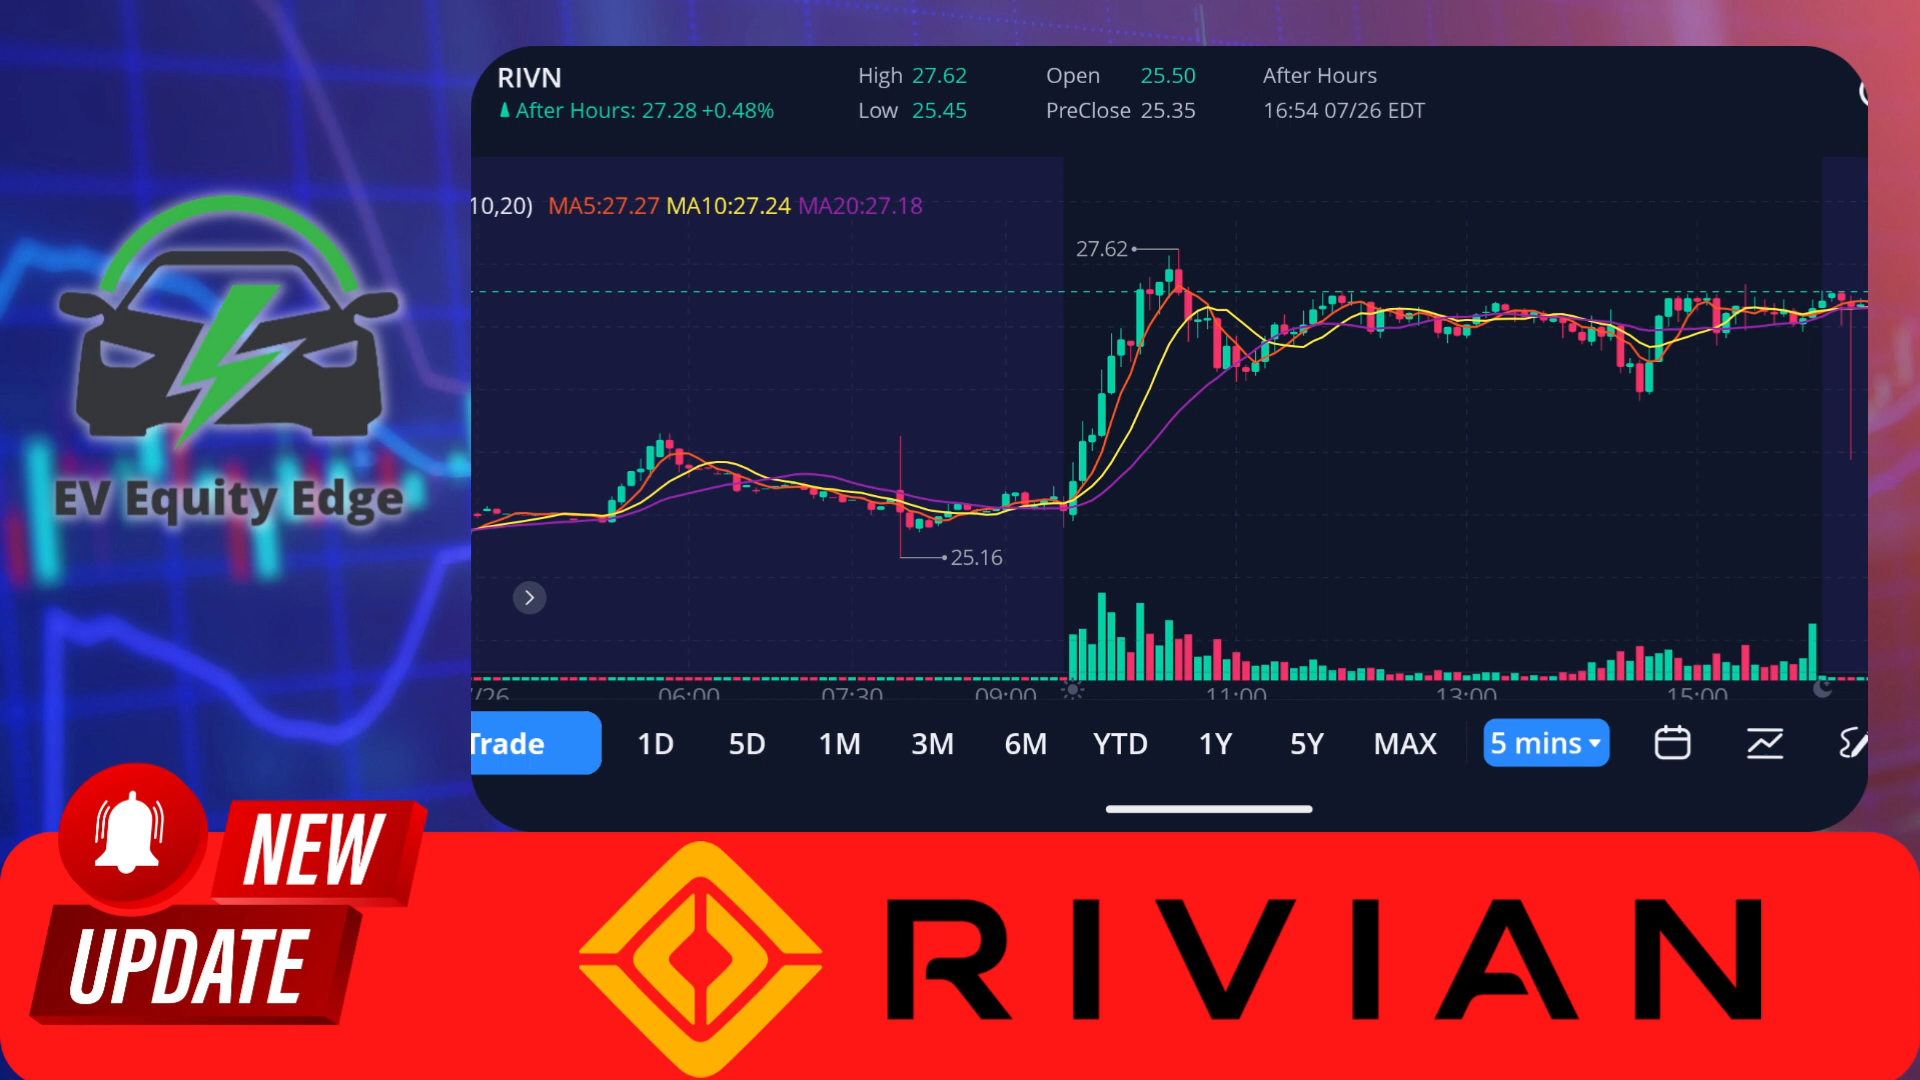 RIVN
After Hours: 27.28 +0.48%
High 27.62
Low 25.45
Open 25.50
PreClose 25.35
After Hours
16:54 07/26 EDT
10,20) MA5:27.27 MA10:27.24 MA20:27.18
27.62
25.16
EV Equity Edge
/26 06:00 07:30 09:00 11:00 13:00 15:00
Trade 1D 5D 1M 3M 6M YTD 1Y 5Y MAX 5 mins
NEW
UPDATE
RIVIAN